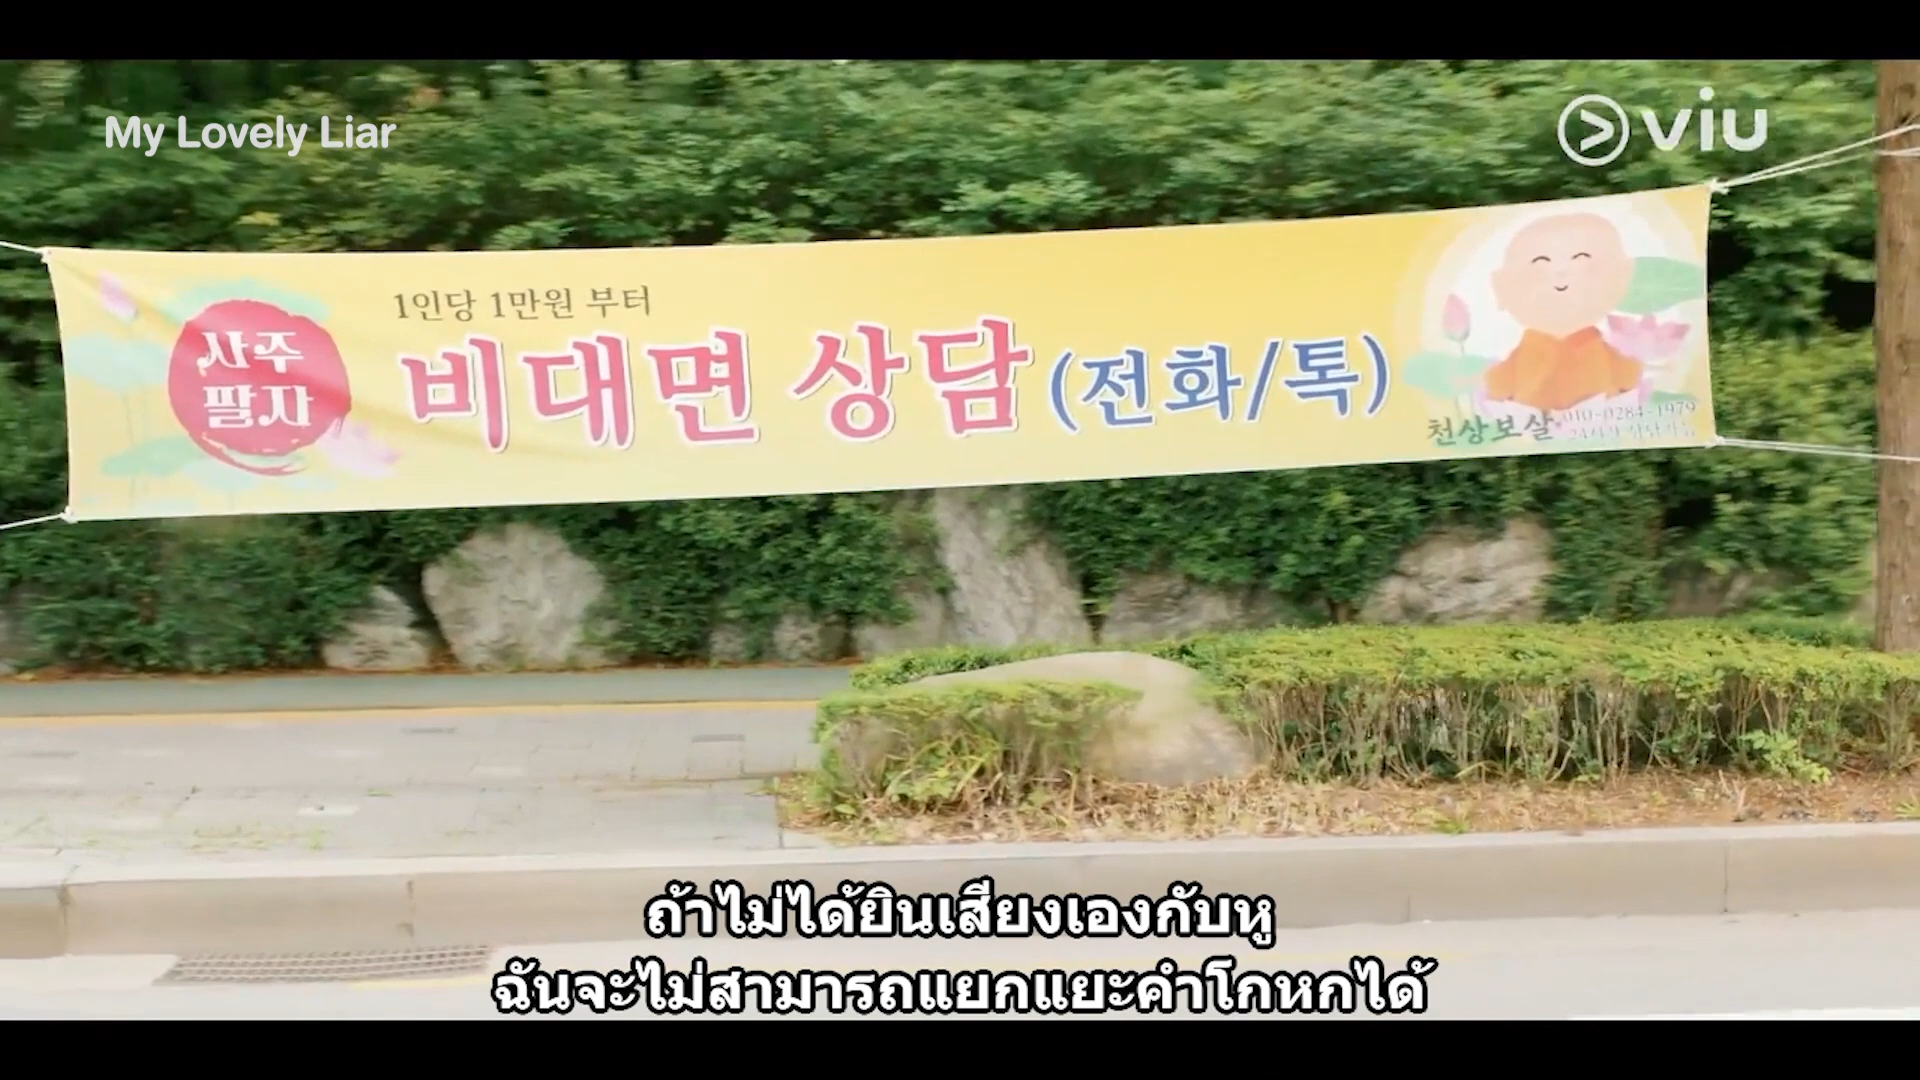 My Lovely Liar
viu
1인당 1만원 부터
사주
팔자
비대면 상담 (전화/톡)
천상보살 010-0284-1979
ถ้าไม่ได้ยินเสียงเองกับหู
ฉันจะไม่สามารถแยกแยะคำโกหกได้